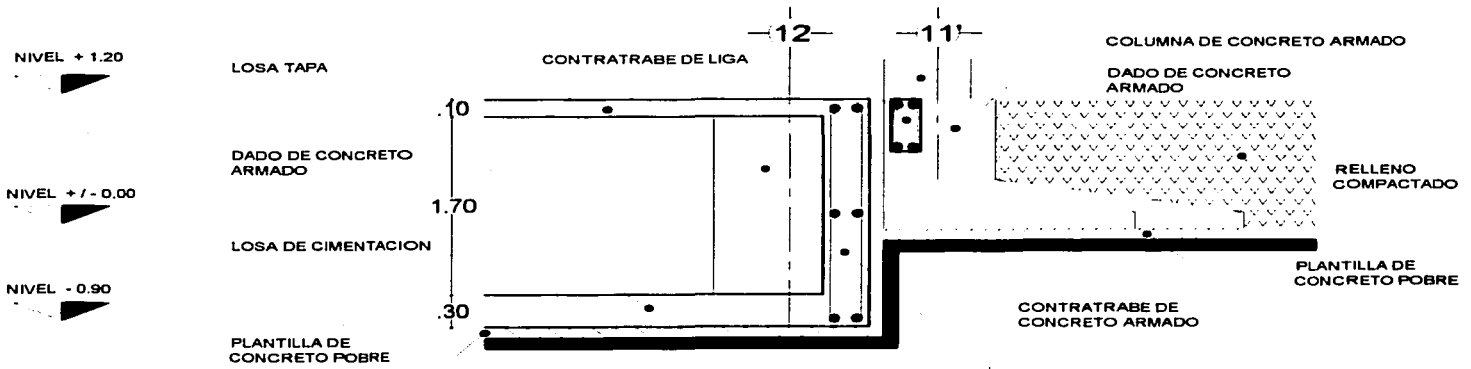 12
11'
NIVEL + 1.20
LOSA TAPA
CONTRATRABE DE LIGA
COLUMNA DE CONCRETO ARMADO
DADO DE CONCRETO
ARMADO
.10
DADO DE CONCRETO
ARMADO
RELLENO
COMPACTADO
NIVEL + / - 0.00
1.70
LOSA DE CIMENTACION
PLANTILLA DE
CONCRETO POBRE
NIVEL - 0.90
.30
CONTRATRABE DE
CONCRETO ARMADO
PLANTILLA DE
CONCRETO POBRE